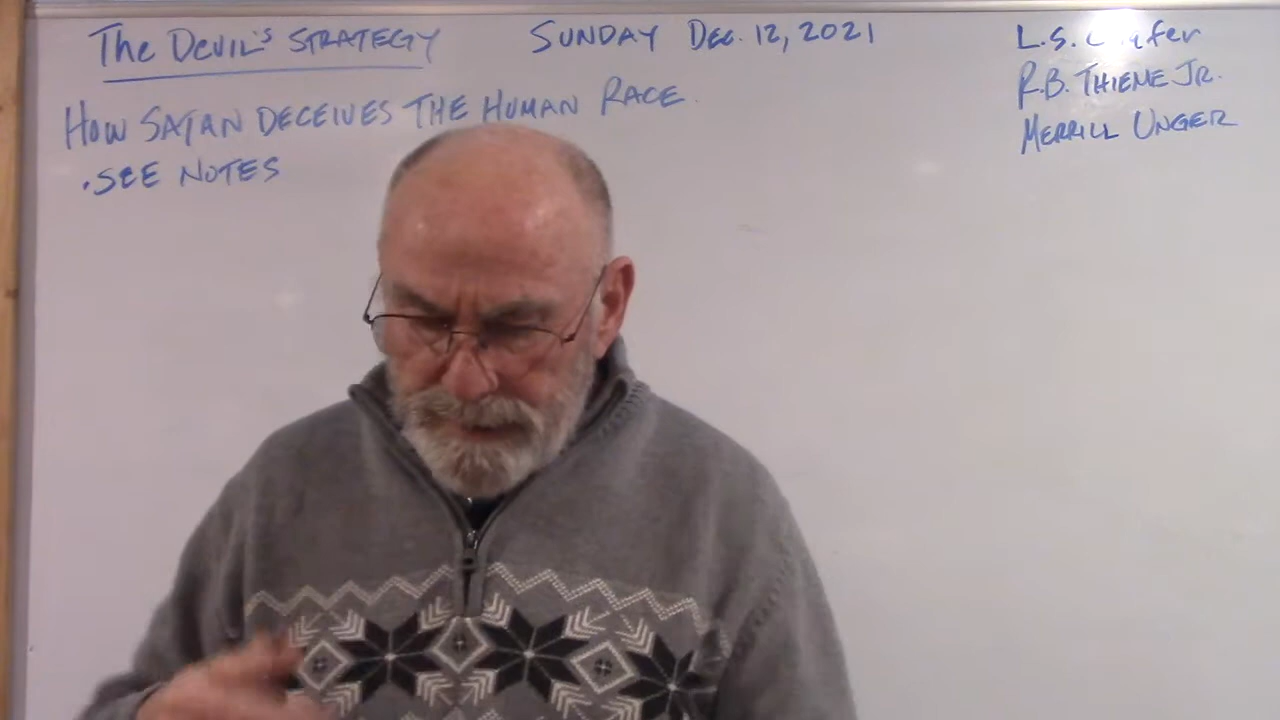 The Devil's Strategy Sunday Dec. 12, 2021
How Satan Deceives the Human Race.
• See Notes
L.S.
R.B. Thieme Jr.
Merrill Unger